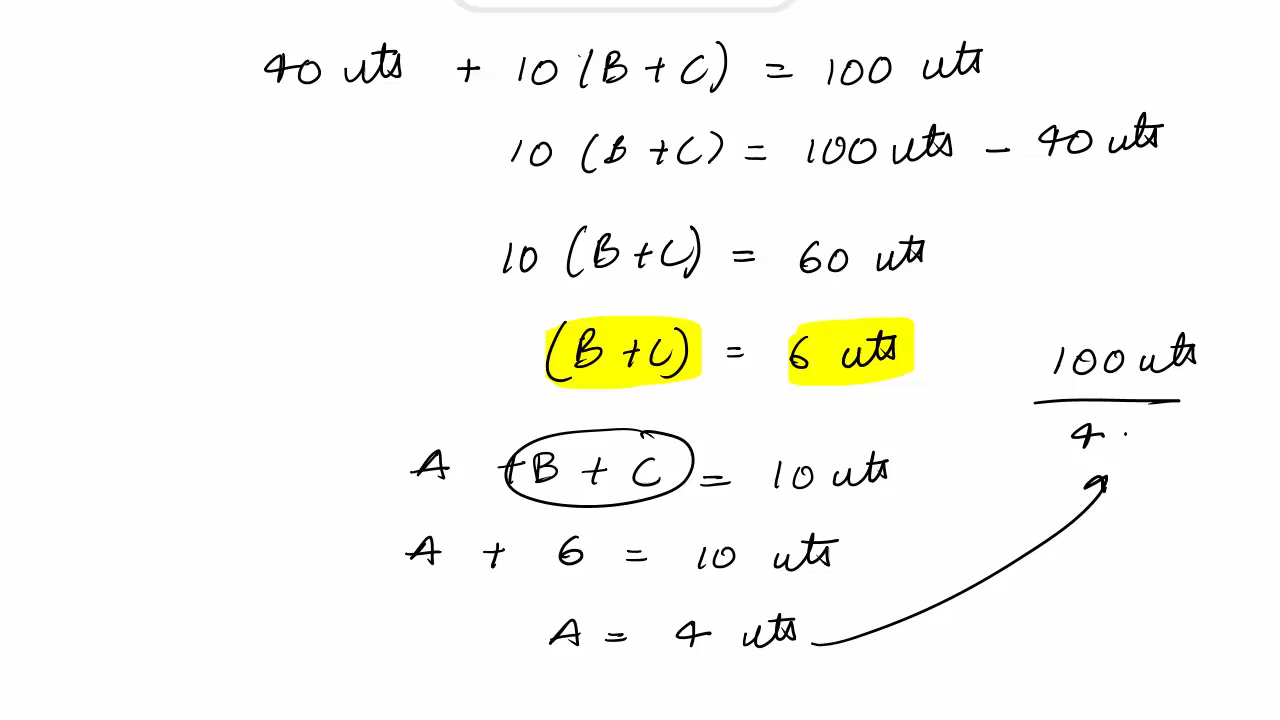 40 uts + 10 (B + C) = 100 uts
10 (B + C) = 100 uts - 40 uts
10 (B + C) = 60 uts
(B + C) = 6 uts
100 uts
4
A + B + C = 10 uts
A + 6 = 10 uts
A = 4 uts